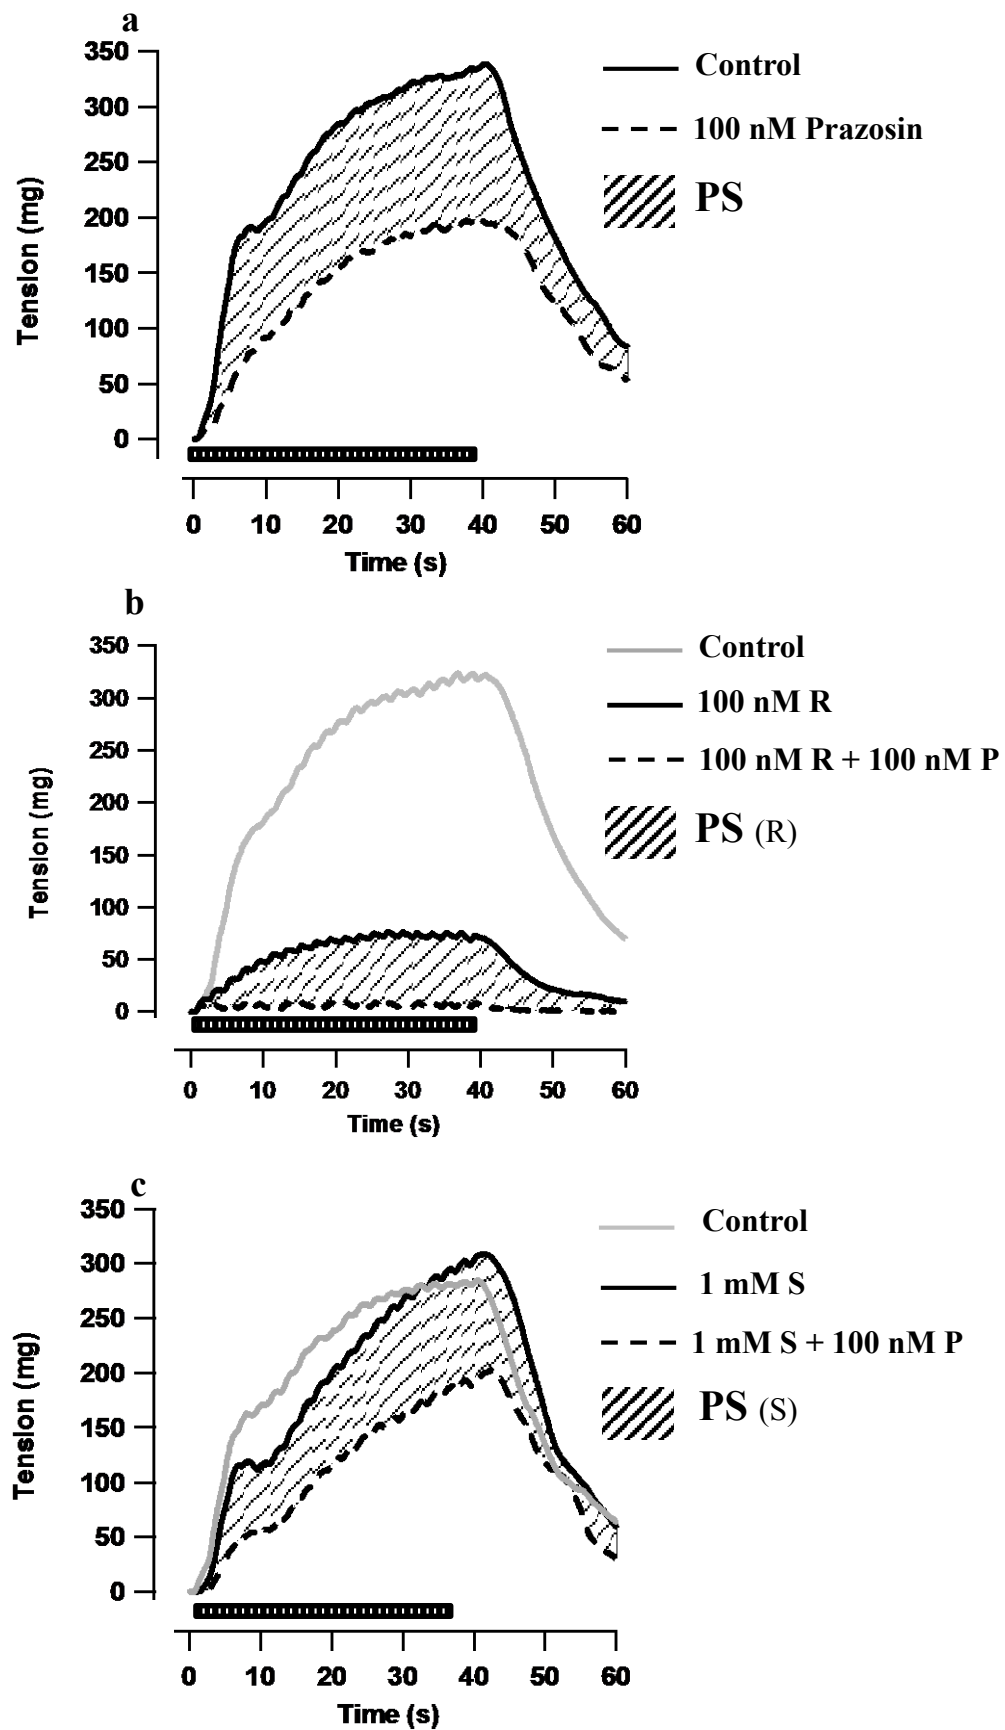 a
350
300
250
200
150
100
50
0
Tension (mg)
0 10 20 30 40 50 60
Time (s)
Control
100 nM Prazosin
PS
b
350
300
250
200
150
100
50
0
Tension (mg)
0 10 20 30 40 50 60
Time (s)
Control
100 nM R
100 nM R + 100 nM P
PS (R)
c
350
300
250
200
150
100
50
0
Tension (mg)
0 10 20 30 40 50 60
Time (s)
Control
1 mM S
1 mM S + 100 nM P
PS (S)